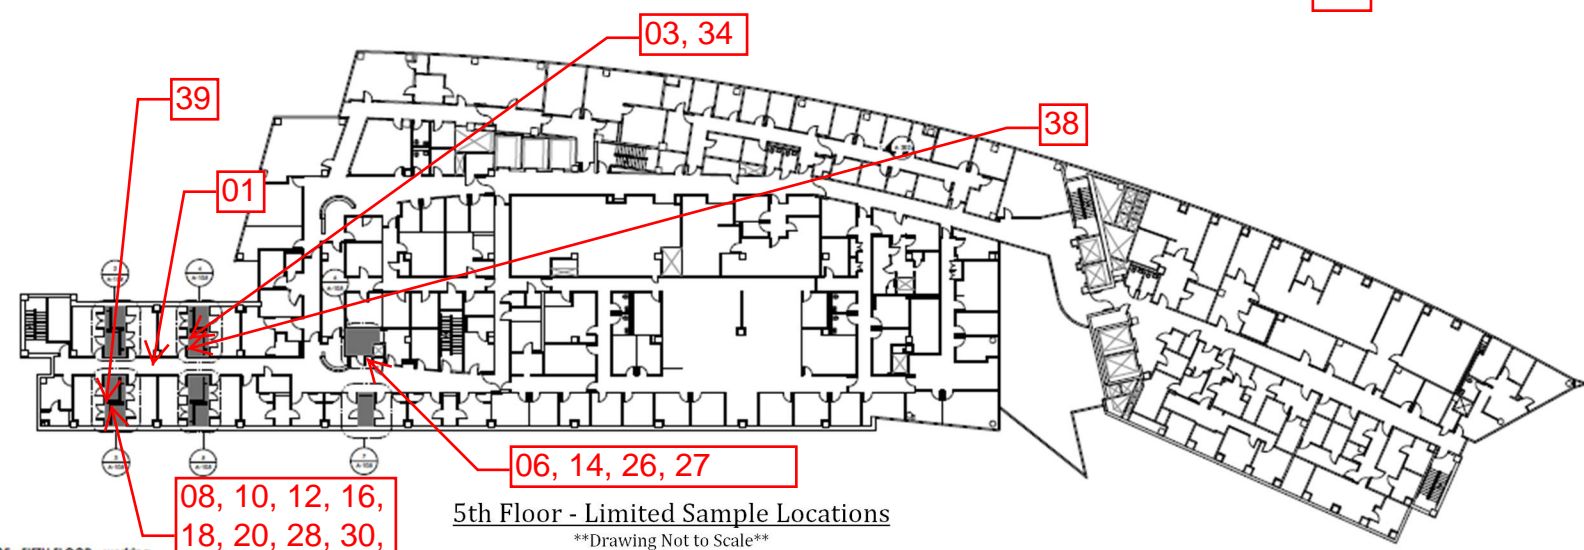 03, 34
39
38
01
06, 14, 26, 27
08, 10, 12, 16,
18, 20, 28, 30,
5th Floor - Limited Sample Locations
**Drawing Not to Scale**